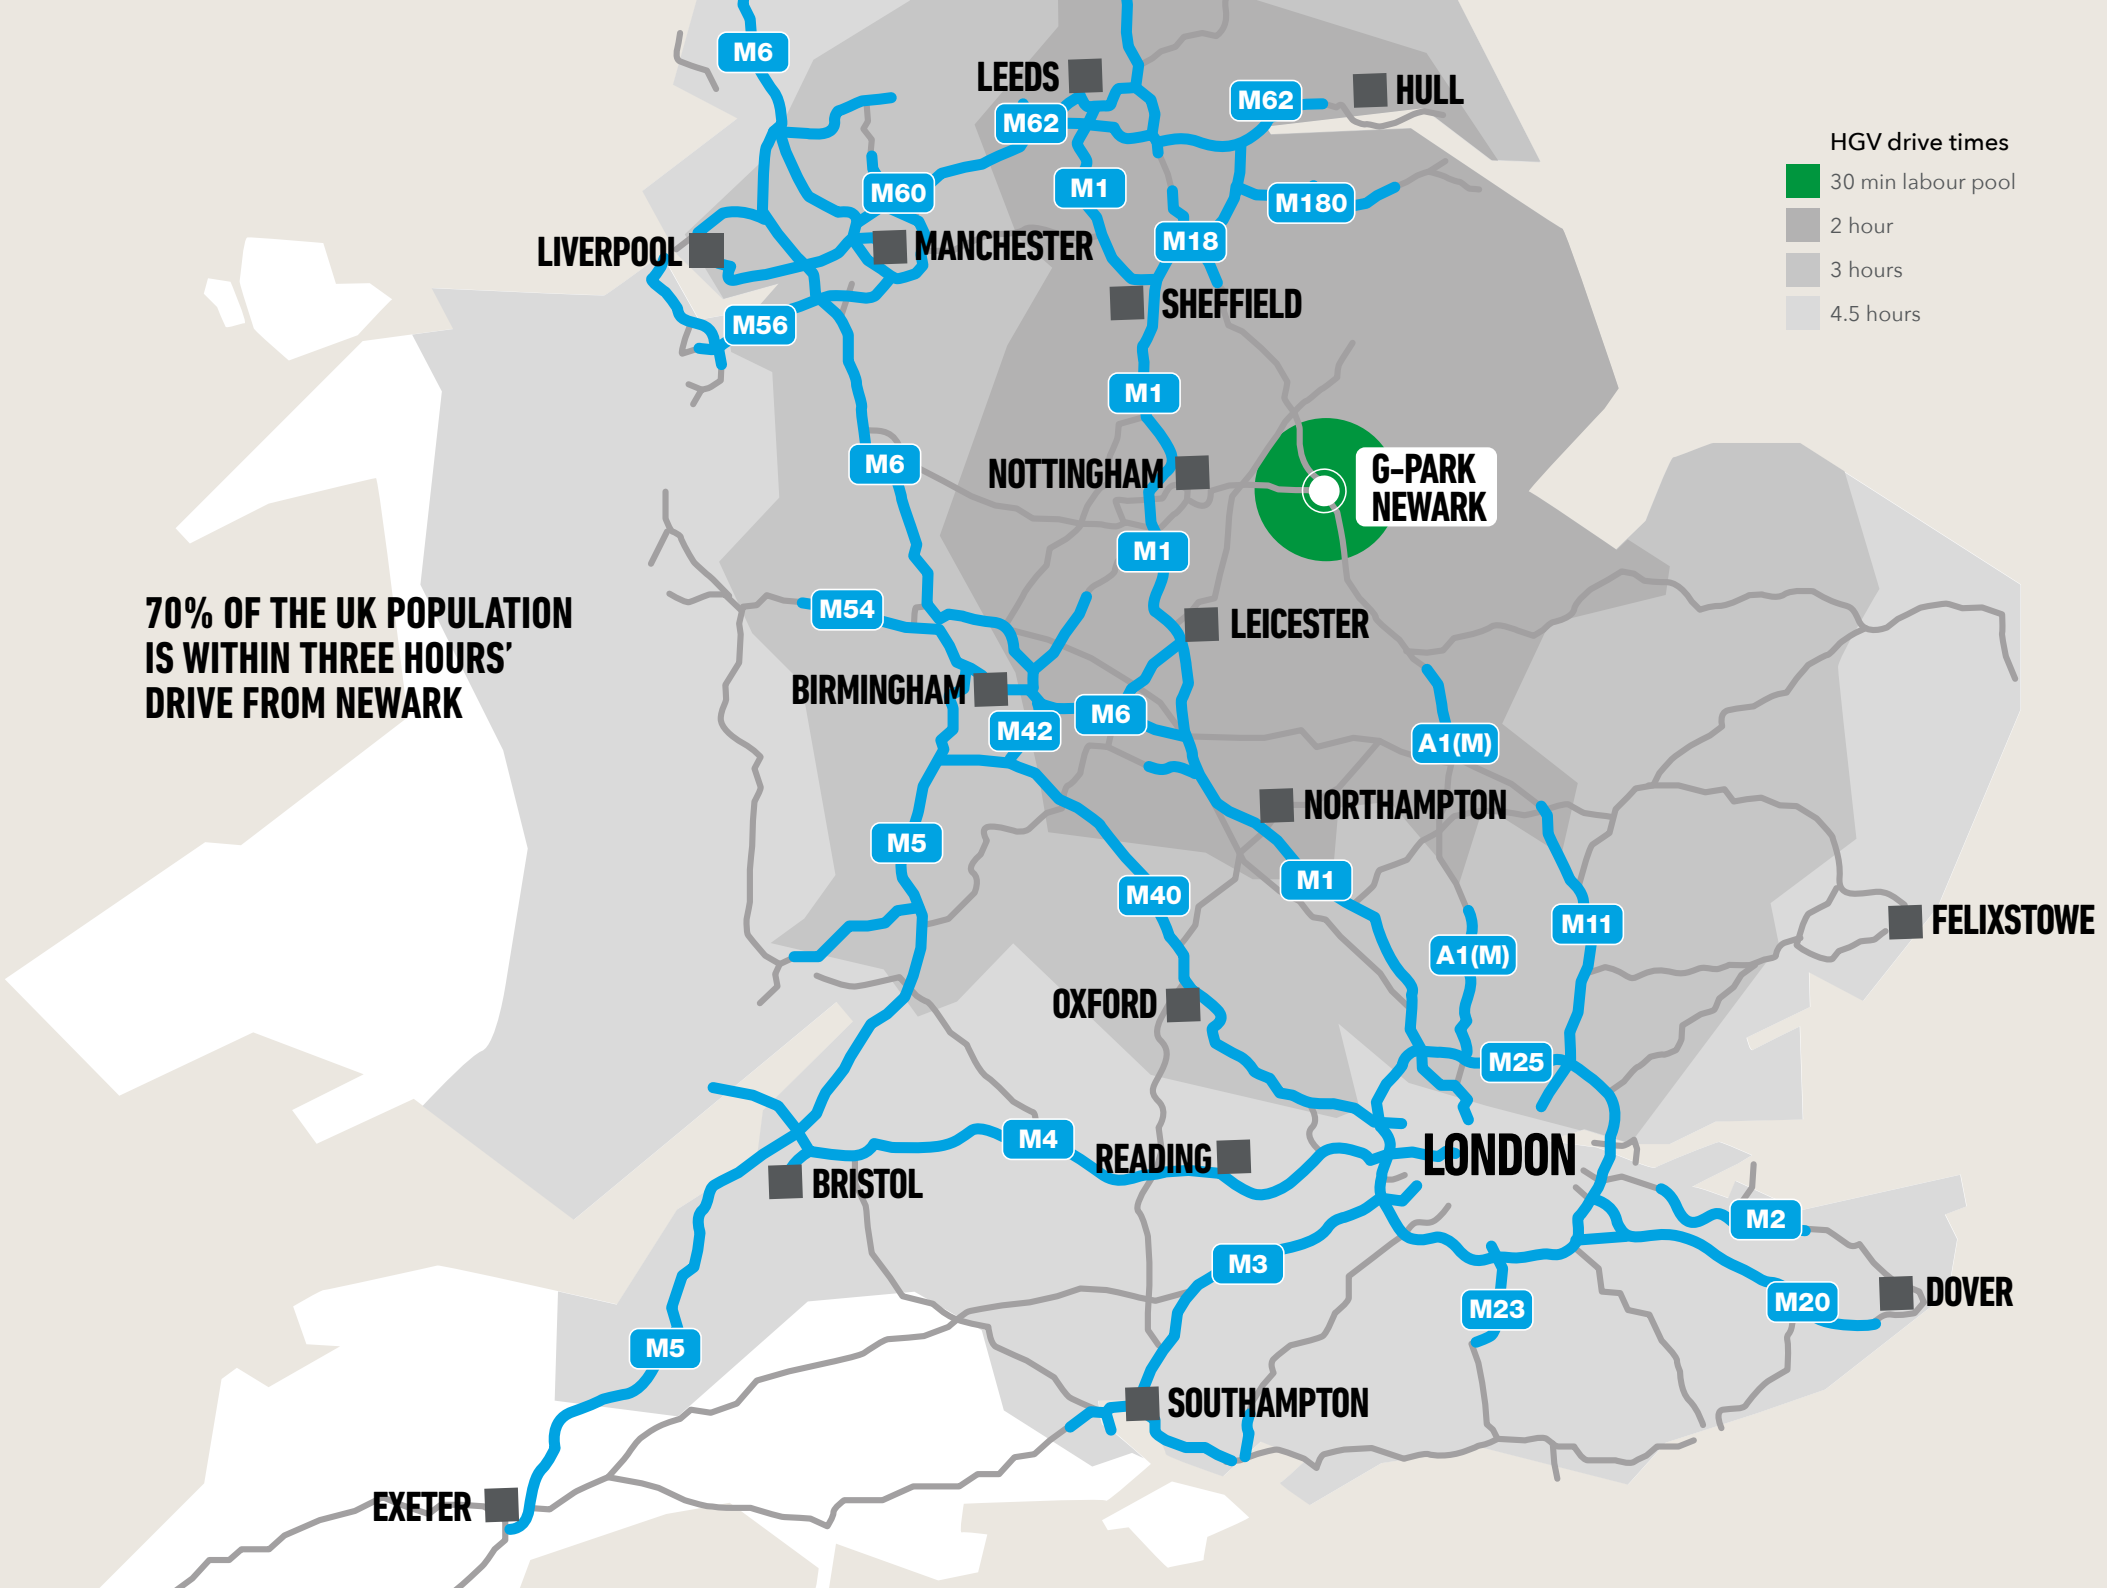 M6
LEEDS
HULL
M62
M62
HGV drive times
30 min labour pool
2 hour
3 hours
4.5 hours
M60
M1
M180
M18
LIVERPOOL
MANCHESTER
M56
SHEFFIELD
M1
M6
NOTTINGHAM
G–PARK
NEWARK
M1
70% OF THE UK POPULATION
IS WITHIN THREE HOURS’
DRIVE FROM NEWARK
M54
LEICESTER
BIRMINGHAM
M6
M42
A1(M)
NORTHAMPTON
M5
M1
M40
M11
FELIXSTOWE
A1(M)
OXFORD
M25
M4
READING
LONDON
BRISTOL
M2
M3
M23
M20
DOVER
M5
SOUTHAMPTON
EXETER